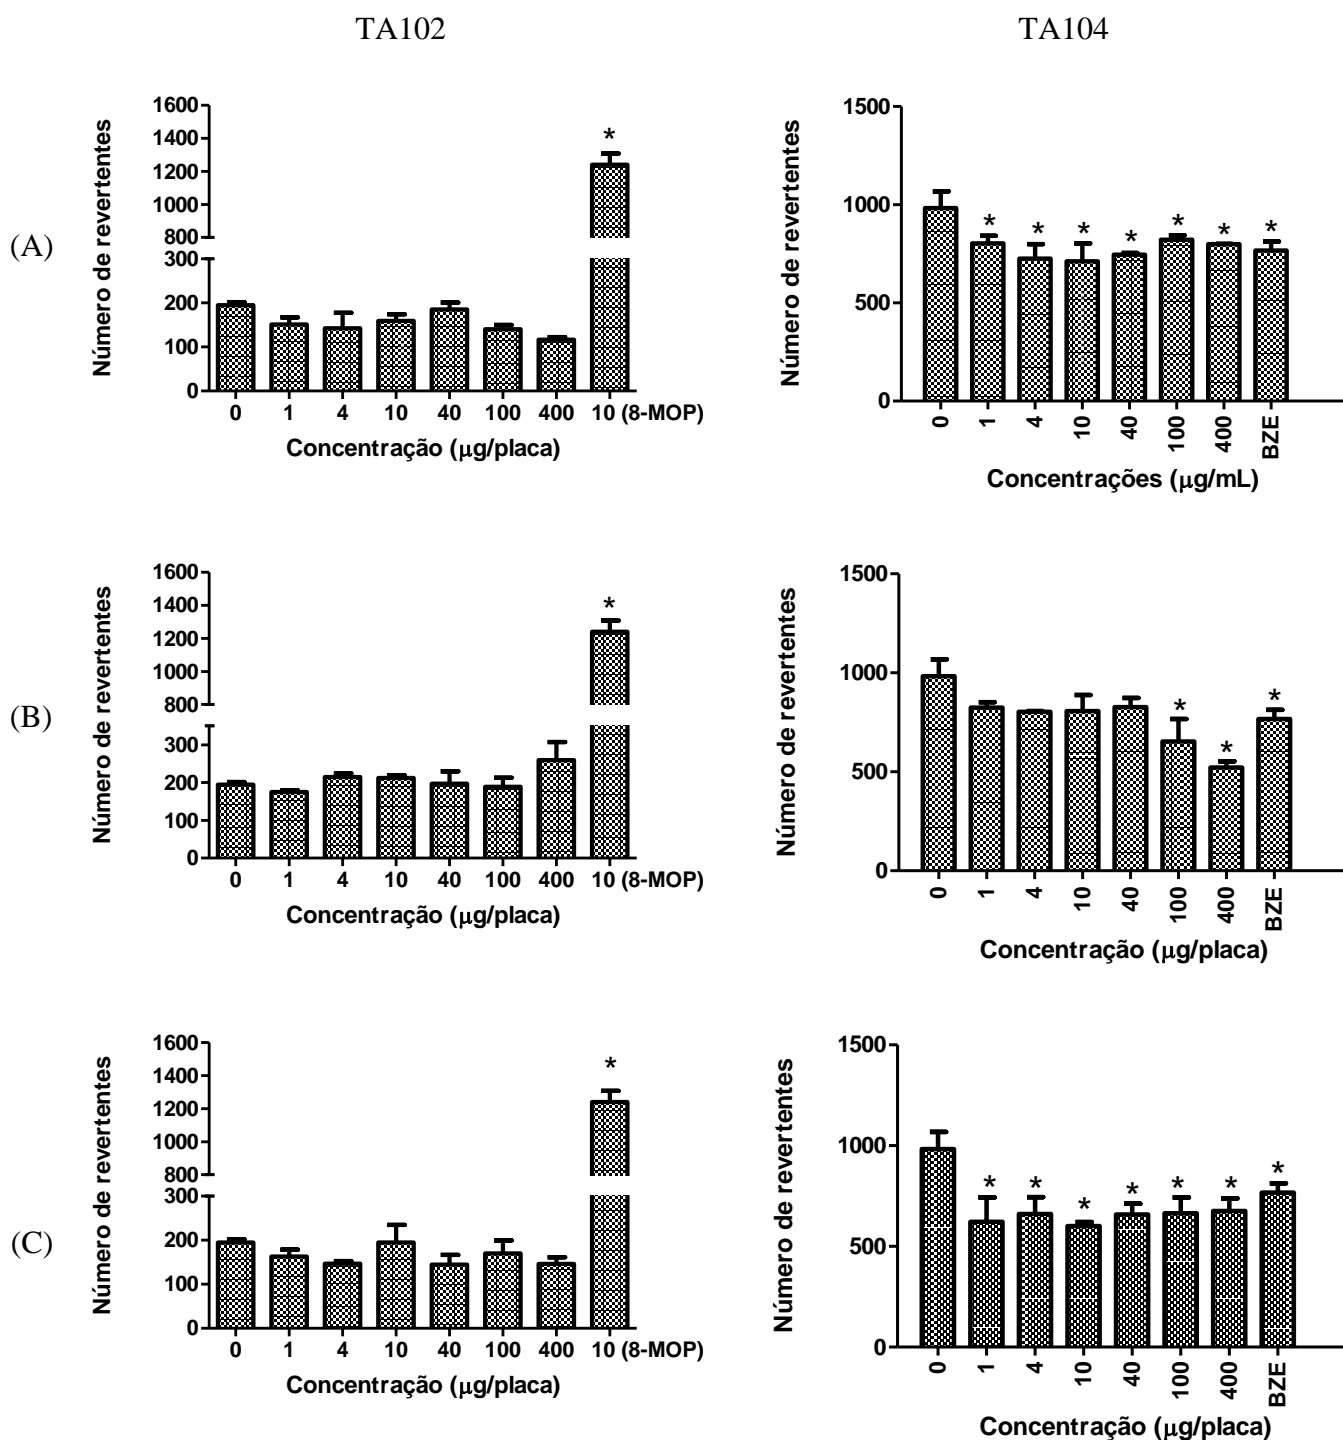 TA102 TA104
(A)
Número de revertentes
1600
1400
1200
1000
800
300
200
100
0
*
0 1 4 10 40 100 400 10 (8-MOP)
Concentração (μg/placa)
Número de revertentes
1500
1000
500
0
* * * * * * *
0 1 4 10 40 100 400 BZE
Concentrações (μg/mL)
(B)
Número de revertentes
1600
1400
1200
1000
800
300
200
100
0
*
0 1 4 10 40 100 400 10 (8-MOP)
Concentração (μg/placa)
Número de revertentes
1500
1000
500
0
* * *
0 1 4 10 40 100 400 BZE
Concentração (μg/placa)
(C)
Número de revertentes
1600
1400
1200
1000
800
300
200
100
0
*
0 1 4 10 40 100 400 10 (8-MOP)
Concentração (μg/placa)
Número de revertentes
1500
1000
500
0
* * * * * * *
0 1 4 10 40 100 400 BZE
Concentração (μg/placa)